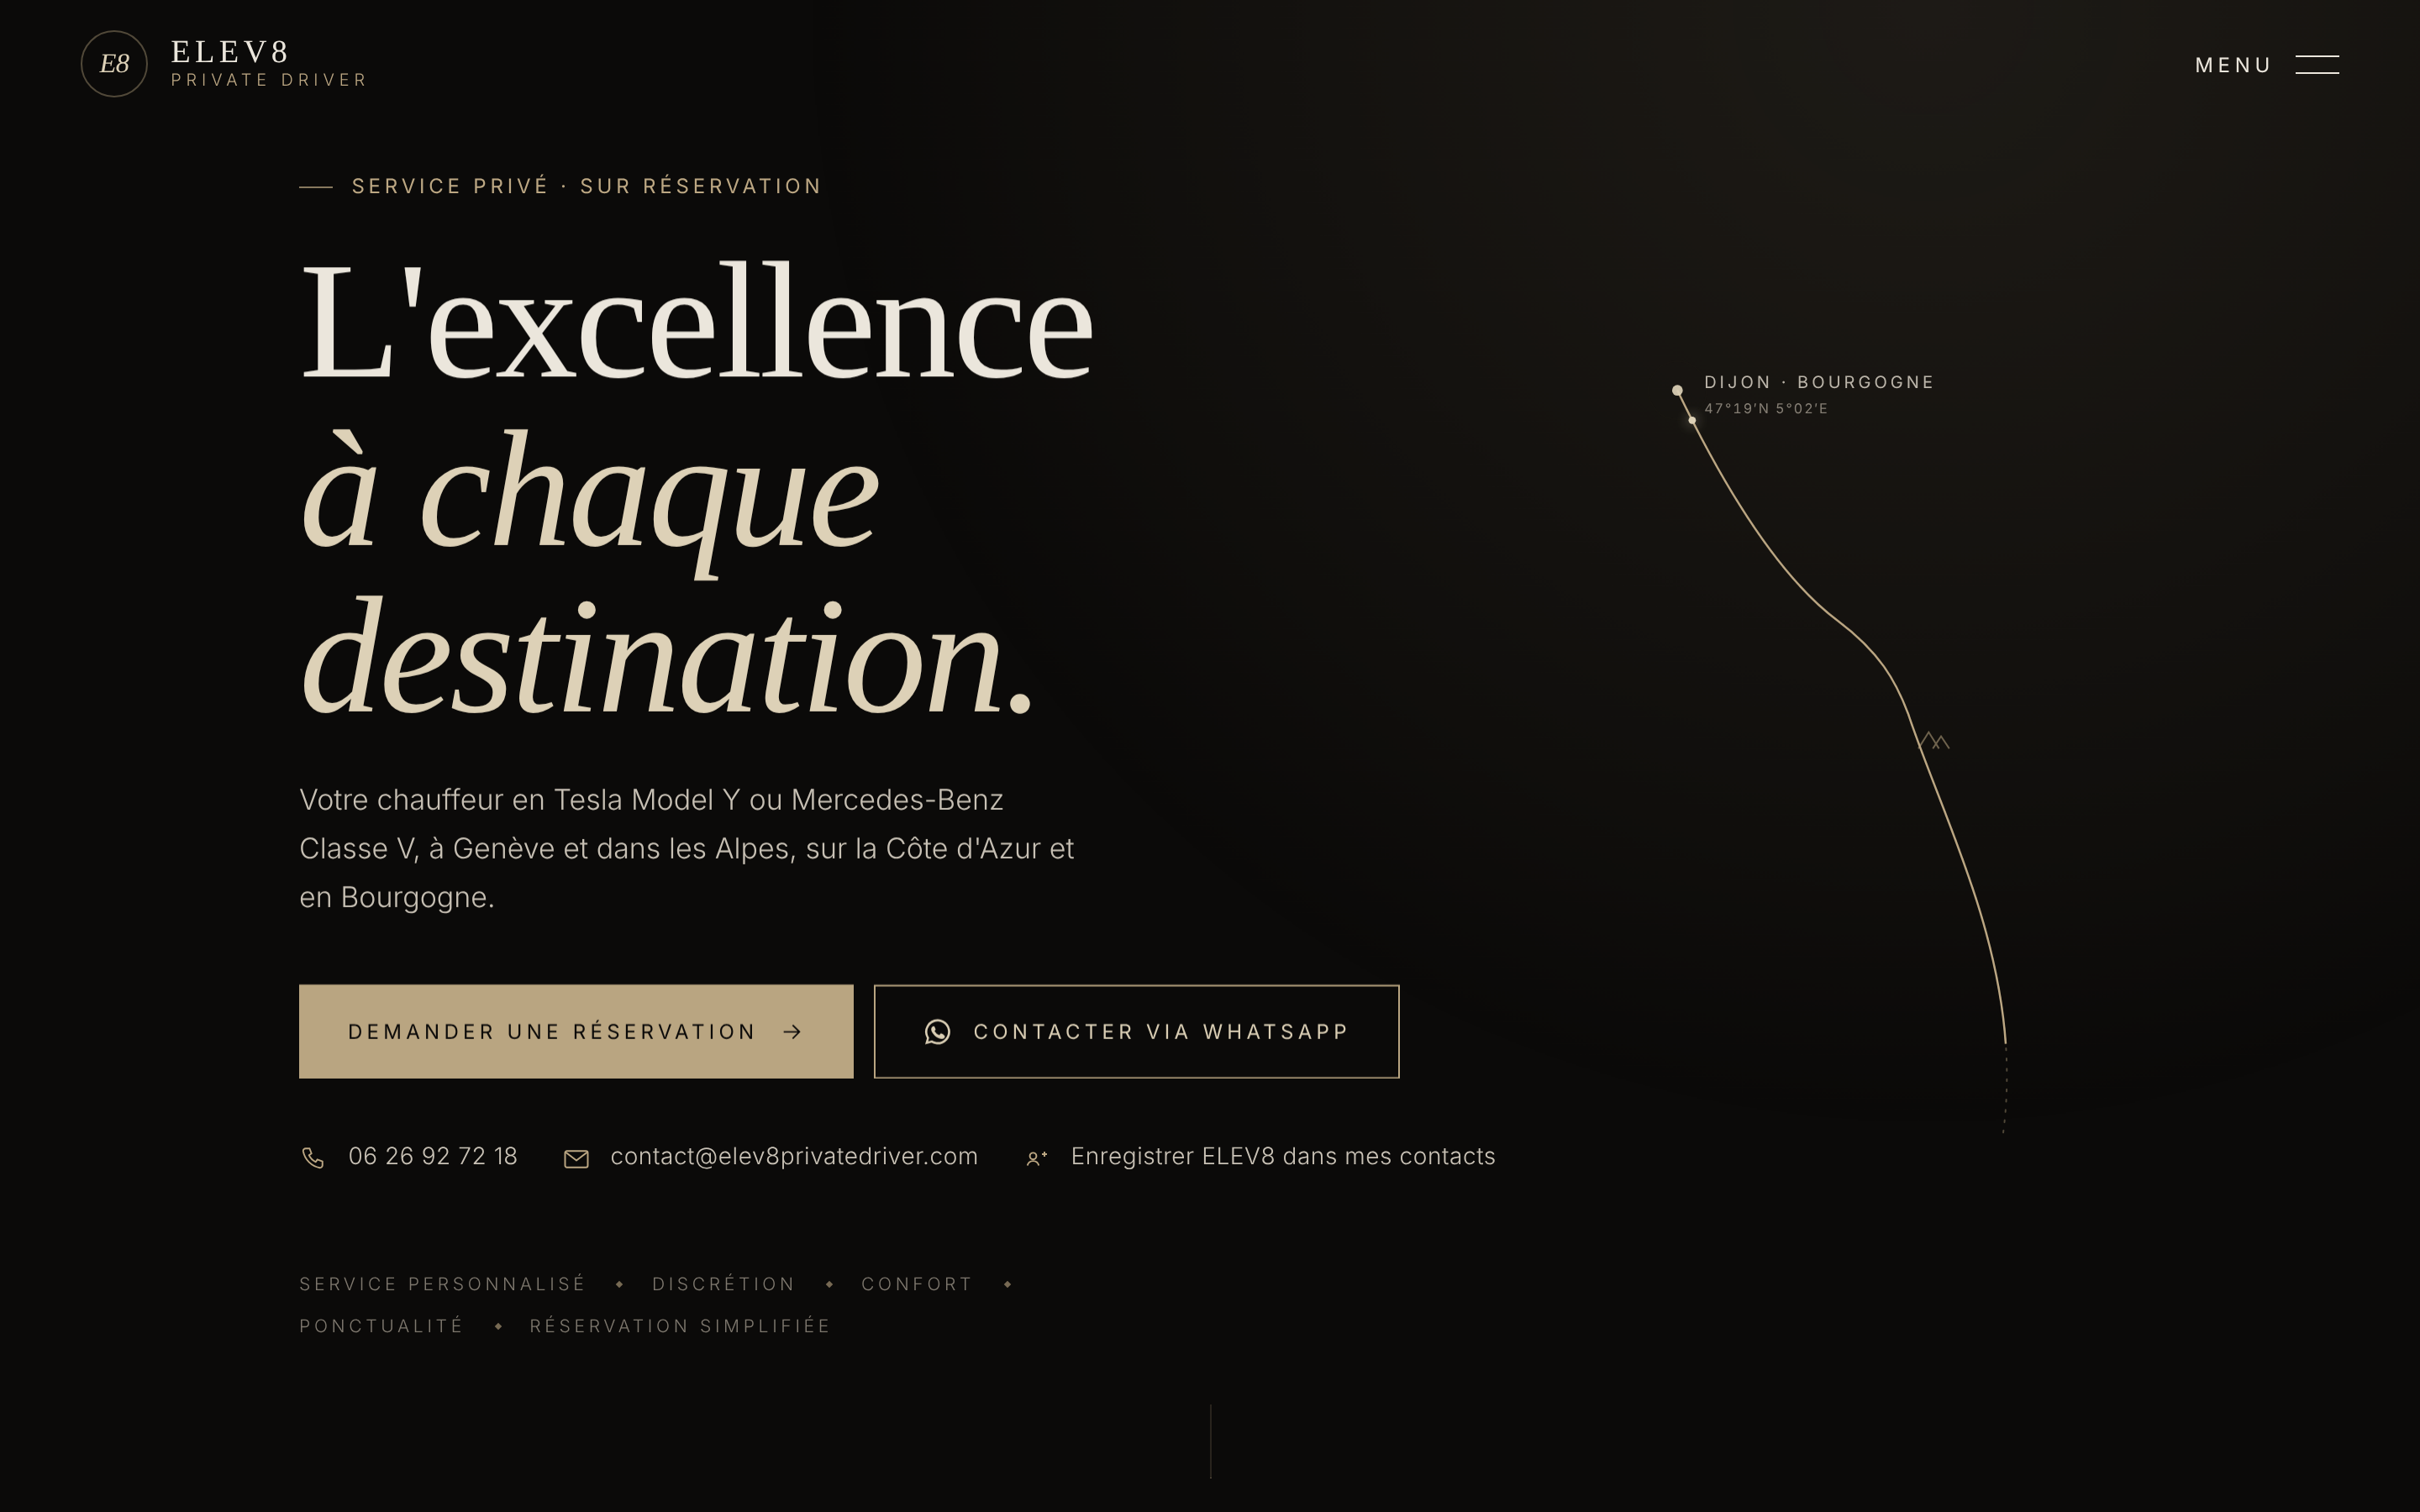 E8
ELEV8
PRIVATE DRIVER
MENU
SERVICE PRIVÉ · SUR RÉSERVATION
L'excellence
à chaque
destination.
DIJON · BOURGOGNE
47°19'N 5°02'E
Votre chauffeur en Tesla Model Y ou Mercedes-Benz
Classe V, à Genève et dans les Alpes, sur la Côte d'Azur et
en Bourgogne.
DEMANDER UNE RÉSERVATION →
CONTACTER VIA WHATSAPP
06 26 92 72 18
contact@elev8privatedriver.com
Enregistrer ELEV8 dans mes contacts
SERVICE PERSONNALISÉ ◆ DISCRÉTION ◆ CONFORT ◆
PONCTUALITÉ ◆ RÉSERVATION SIMPLIFIÉE